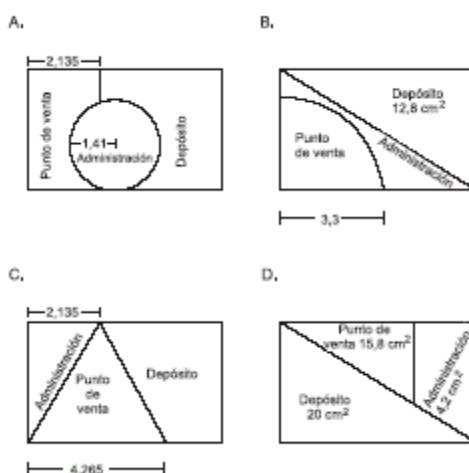 A.
2,135
Punto de venta
1,41
Administración
Depósito
B.
Depósito
12,8 cm²
Punto
de venta
Administración
3,3
C.
2,135
Administración
Punto
de
venta
Depósito
4,265
D.
Punto de
venta 15,8 cm²
Administración
4,2 cm²
Depósito
20 cm²